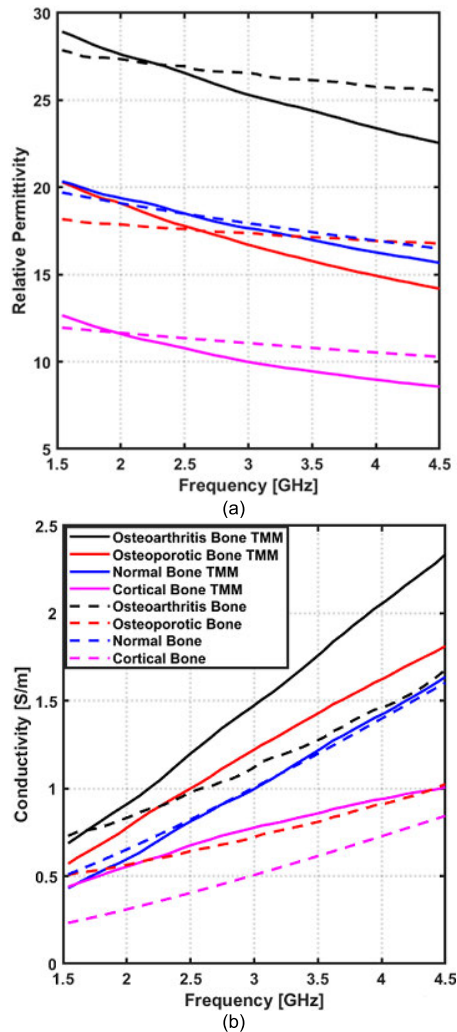 30
25
20
15
10
5
Relative Permittivity
1.5 2 2.5 3 3.5 4 4.5
Frequency [GHz]
(a)
2.5
2
1.5
1
0.5
0
Conductivity [S/m]
Osteoarthritis Bone TMM
Osteoporotic Bone TMM
Normal Bone TMM
Cortical Bone TMM
Osteoarthritis Bone
Osteoporotic Bone
Normal Bone
Cortical Bone
1.5 2 2.5 3 3.5 4 4.5
Frequency [GHz]
(b)